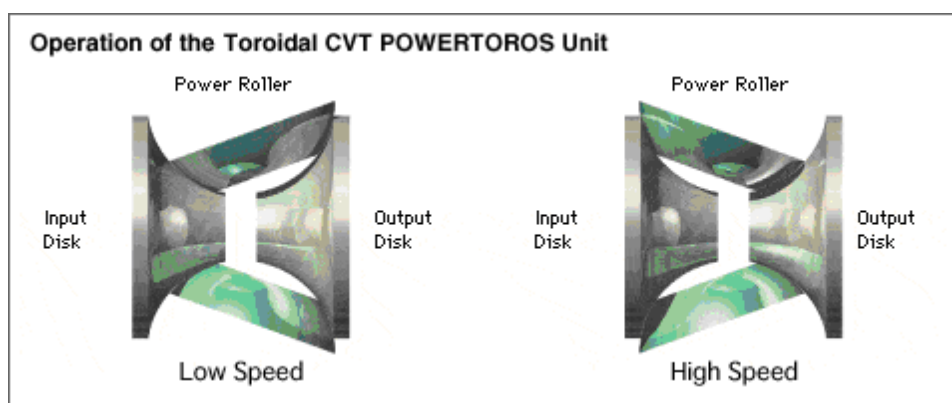 Operation of the Toroidal CVT POWERTOROS Unit
Power Roller
Input
Disk
Output
Disk
Low Speed
Power Roller
Input
Disk
Output
Disk
High Speed